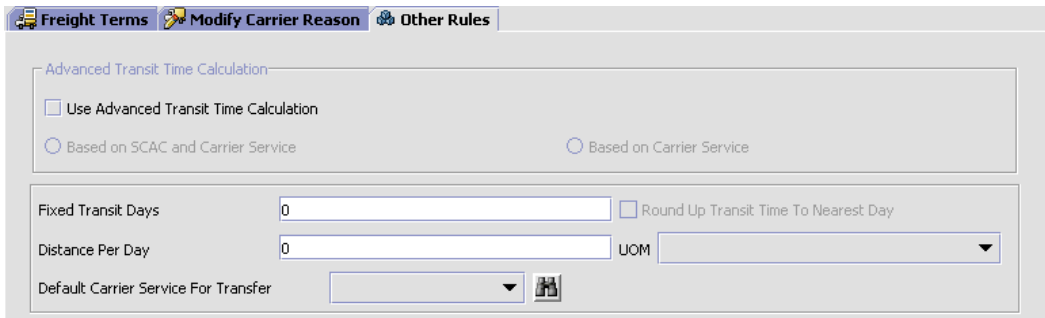 Freight Terms Modify Carrier Reason Other Rules
Advanced Transit Time Calculation
Use Advanced Transit Time Calculation
Based on SCAC and Carrier Service Based on Carrier Service
Fixed Transit Days 0 Round Up Transit Time To Nearest Day
Distance Per Day 0 UOM
Default Carrier Service For Transfer